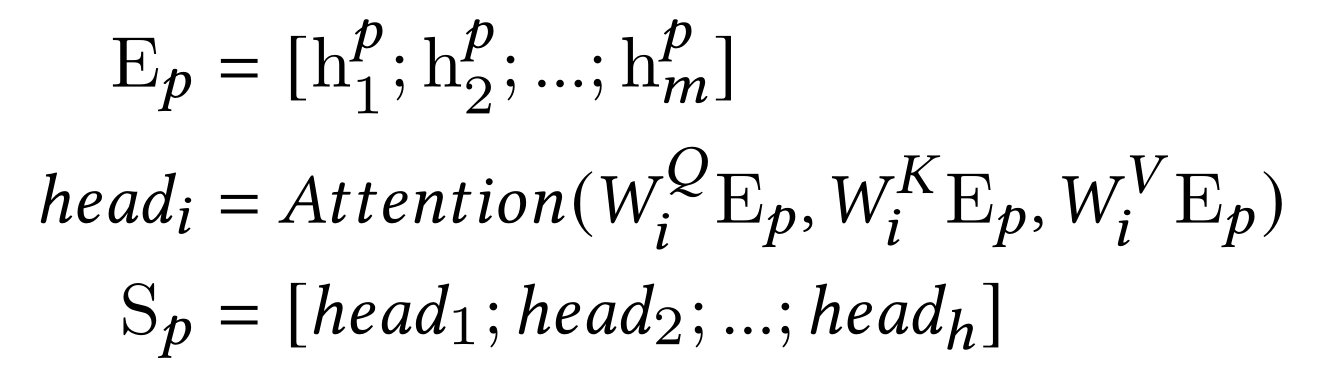 E_p = [h_1^p; h_2^p; ...; h_m^p]
head_i = Attention(W_i^Q E_p, W_i^K E_p, W_i^V E_p)
S_p = [head_1; head_2; ...; head_h]